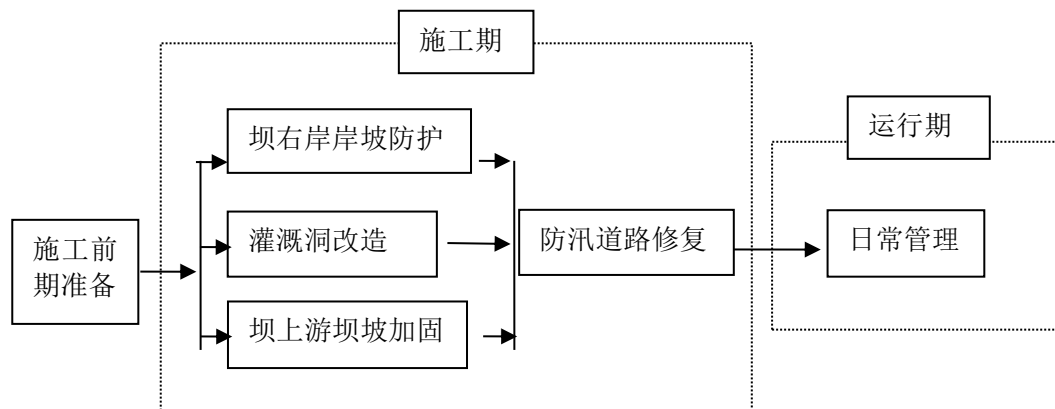 施工期
运行期
坝右岸岸坡防护
施工前
期准备
灌溉洞改造
防汛道路修复
日常管理
坝上游坝坡加固